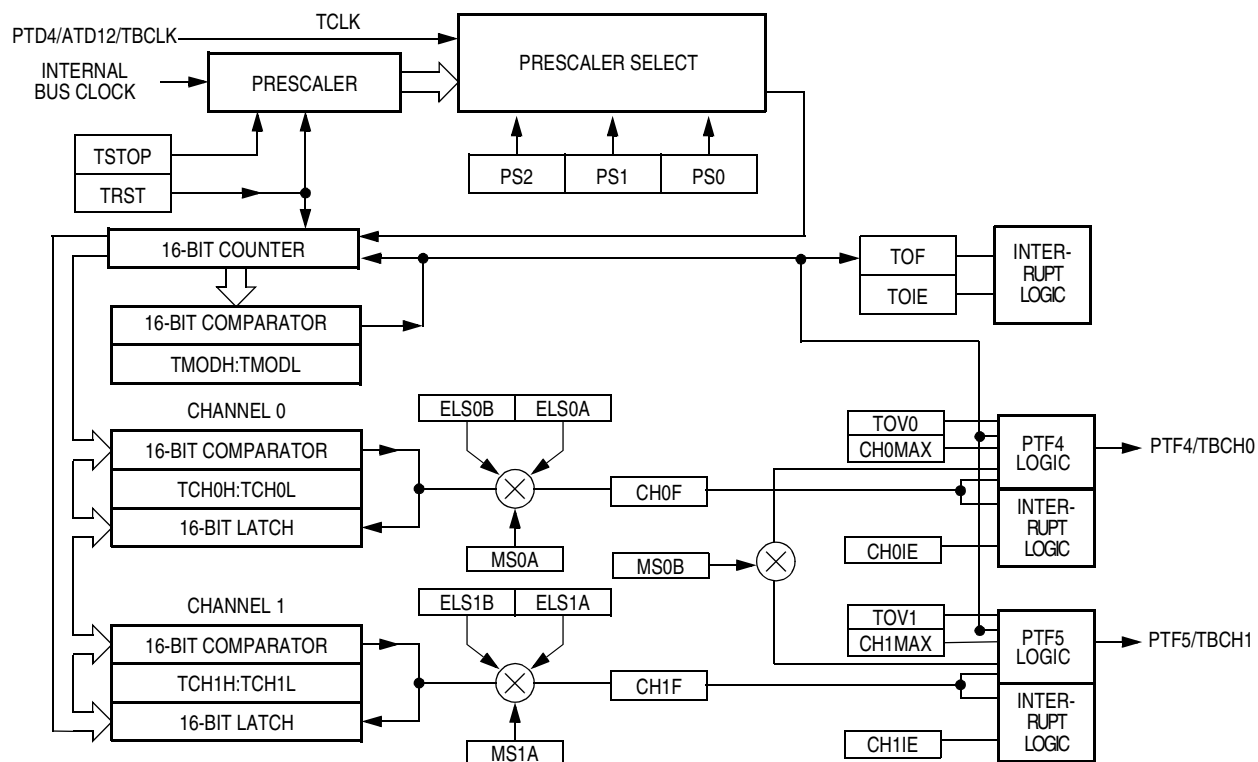 PTD4/ATD12/TBCLK
TCLK
INTERNAL
BUS CLOCK
PRESCALER
PRESCALER SELECT
TSTOP
TRST
PS2
PS1
PS0
16-BIT COUNTER
16-BIT COMPARATOR
TMODH:TMODL
TOF
TOIE
INTER-
RUPT
LOGIC
CHANNEL 0
16-BIT COMPARATOR
TCH0H:TCH0L
16-BIT LATCH
ELS0B
ELS0A
MS0A
CH0F
MS0B
TOV0
CH0MAX
PTF4
LOGIC
PTF4/TBCH0
INTER-
RUPT
LOGIC
CH0IE
CHANNEL 1
16-BIT COMPARATOR
TCH1H:TCH1L
16-BIT LATCH
ELS1B
ELS1A
MS1A
CH1F
TOV1
CH1MAX
PTF5
LOGIC
PTF5/TBCH1
INTER-
RUPT
LOGIC
CH1IE